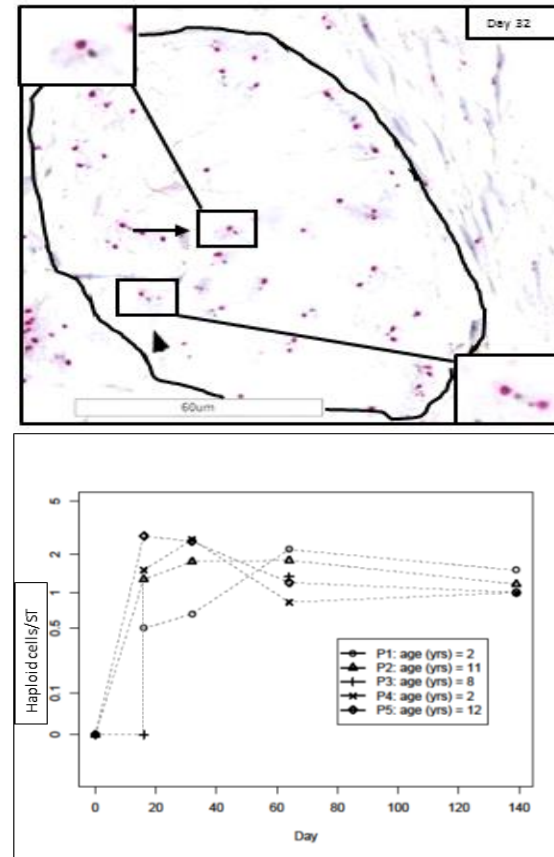 Day 32
60um
Haploid cells/ST
5
2
1
0.5
0.1
0
P1: age (yrs) = 2
P2: age (yrs) = 11
P3: age (yrs) = 8
P4: age (yrs) = 2
P5: age (yrs) = 12
0 20 40 60 80 100 120 140
Day